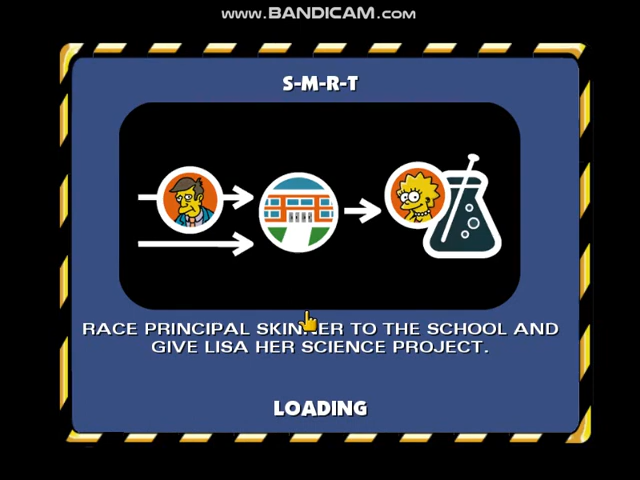 www.BANDICAM.com
S-M-R-T
RACE PRINCIPAL SKINNER TO THE SCHOOL AND
GIVE LISA HER SCIENCE PROJECT.
LOADING